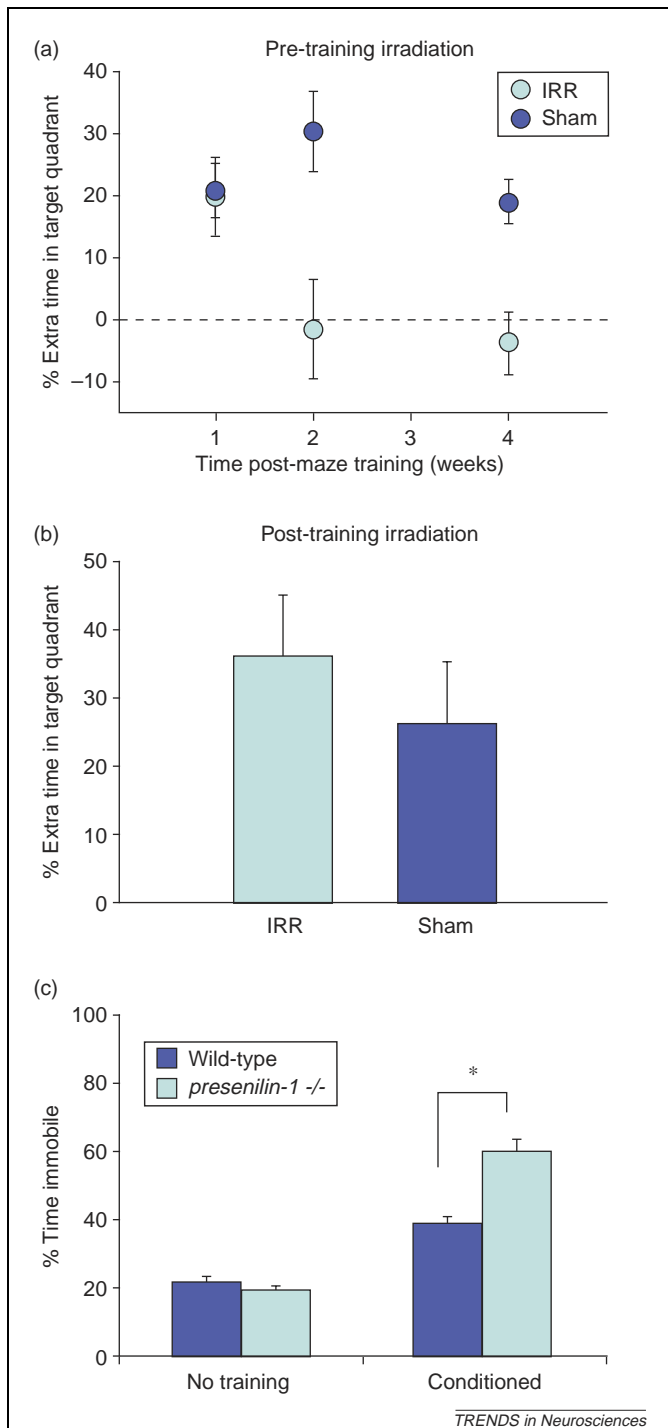 (a)
Pre-training irradiation
IRR
Sham
% Extra time in target quadrant
40
30
20
10
0
–10
1 2 3 4
Time post-maze training (weeks)
(b)
Post-training irradiation
% Extra time in target quadrant
50
40
30
20
10
0
IRR Sham
(c)
Wild-type
presenilin-1 -/-
*
% Time immobile
100
80
60
40
20
0
No training Conditioned
TRENDS in Neurosciences